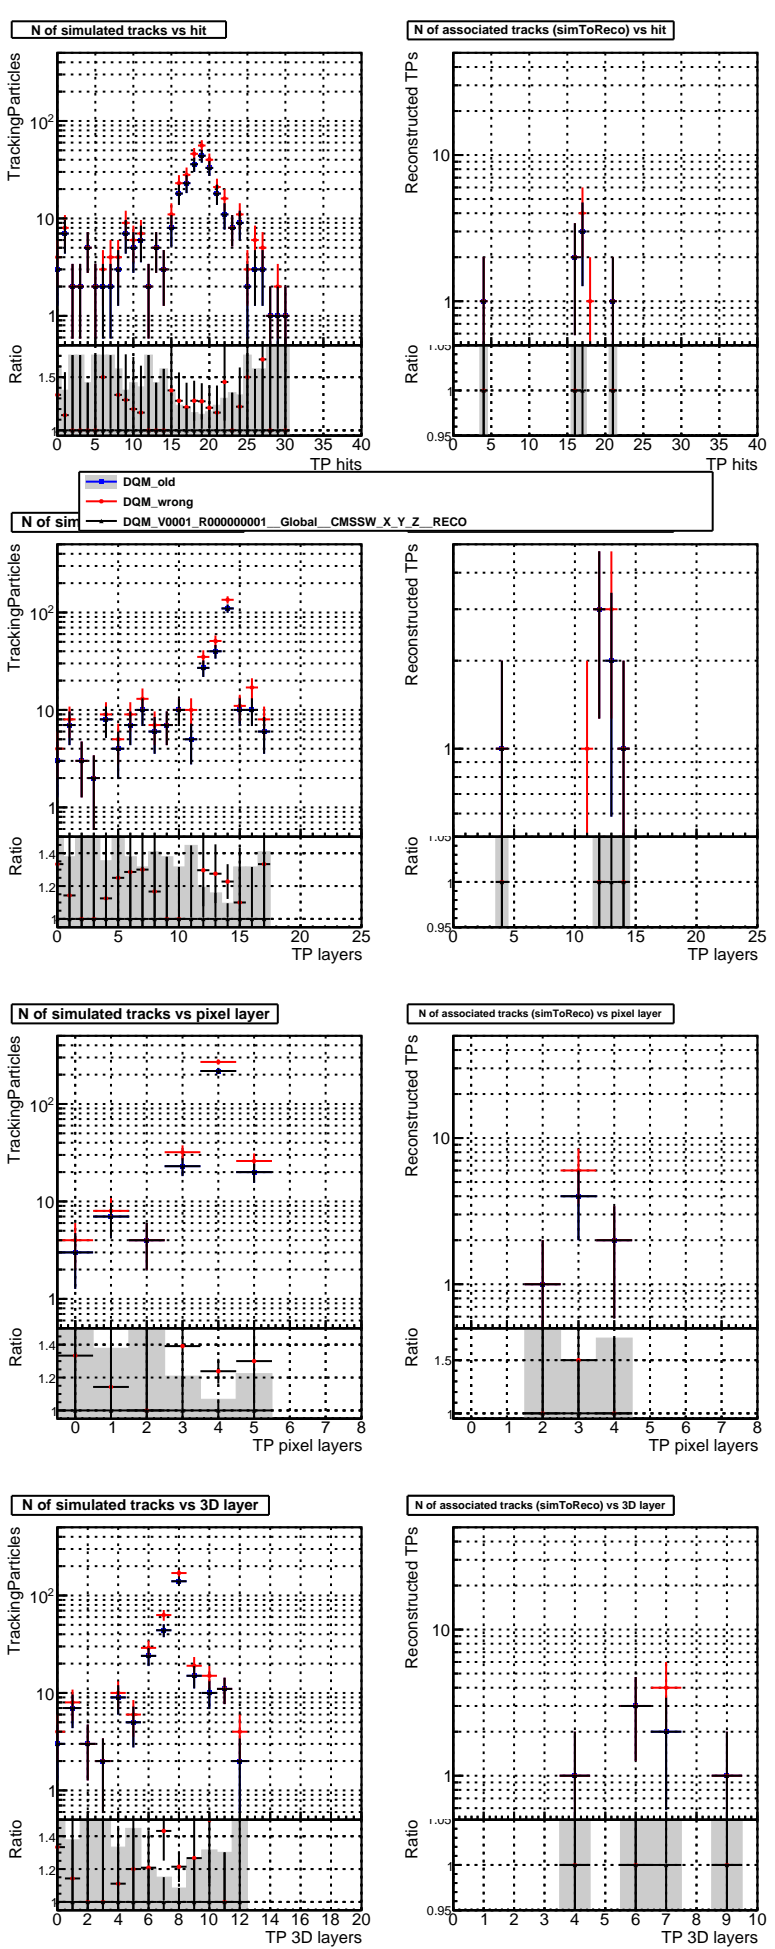 N of simulated tracks vs hit
N of associated tracks (simToReco) vs hit
TrackingParticles
Reconstructed TPs
10²
10
1
10
1
Ratio
1.5
1
Ratio
1.05
1
0.95
0 5 10 15 20 25 30 35 40
0 5 10 15 20 25 30 35 40
TP hits
TP hits
DQM_old
DQM_wrong
DQM_V0001_R000000001__Global__CMSSW_X_Y_Z__RECO
N of sim
TrackingParticles
Reconstructed TPs
10²
10
1
1
Ratio
1.4
1.2
1
Ratio
1.05
1
0.95
0 5 10 15 20 25
0 5 10 15 20 25
TP layers
TP layers
N of simulated tracks vs pixel layer
N of associated tracks (simToReco) vs pixel layer
TrackingParticles
Reconstructed TPs
10²
10
1
10
1
Ratio
1.4
1.2
1
Ratio
1.5
1
0 1 2 3 4 5 6 7 8
0 1 2 3 4 5 6 7 8
TP pixel layers
TP pixel layers
N of simulated tracks vs 3D layer
N of associated tracks (simToReco) vs 3D layer
TrackingParticles
Reconstructed TPs
10²
10
1
10
1
Ratio
1.4
1.2
1
Ratio
1.05
1
0.95
0 2 4 6 8 10 12 14 16 18 20
0 1 2 3 4 5 6 7 8 9 10
TP 3D layers
TP 3D layers